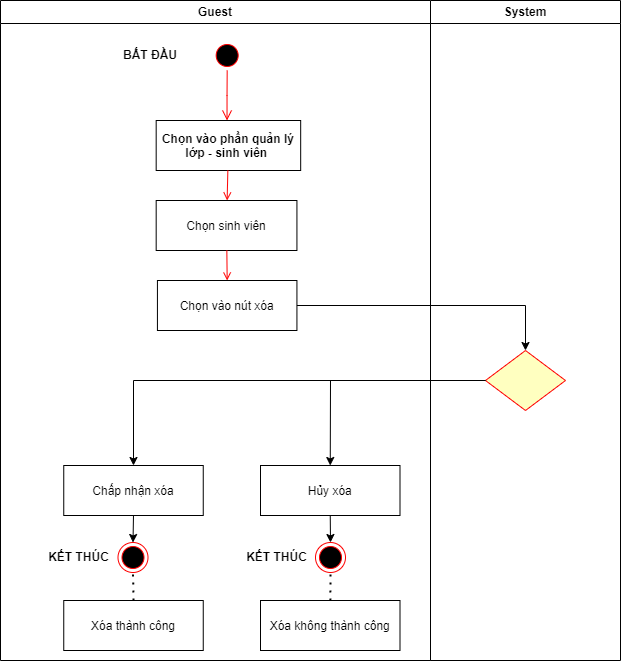 Guest
System
BẮT ĐẦU
Chọn vào phần quản lý
lớp - sinh viên
Chọn sinh viên
Chọn vào nút xóa
Chấp nhận xóa
Hủy xóa
KẾT THÚC
KẾT THÚC
Xóa thành công
Xóa không thành công